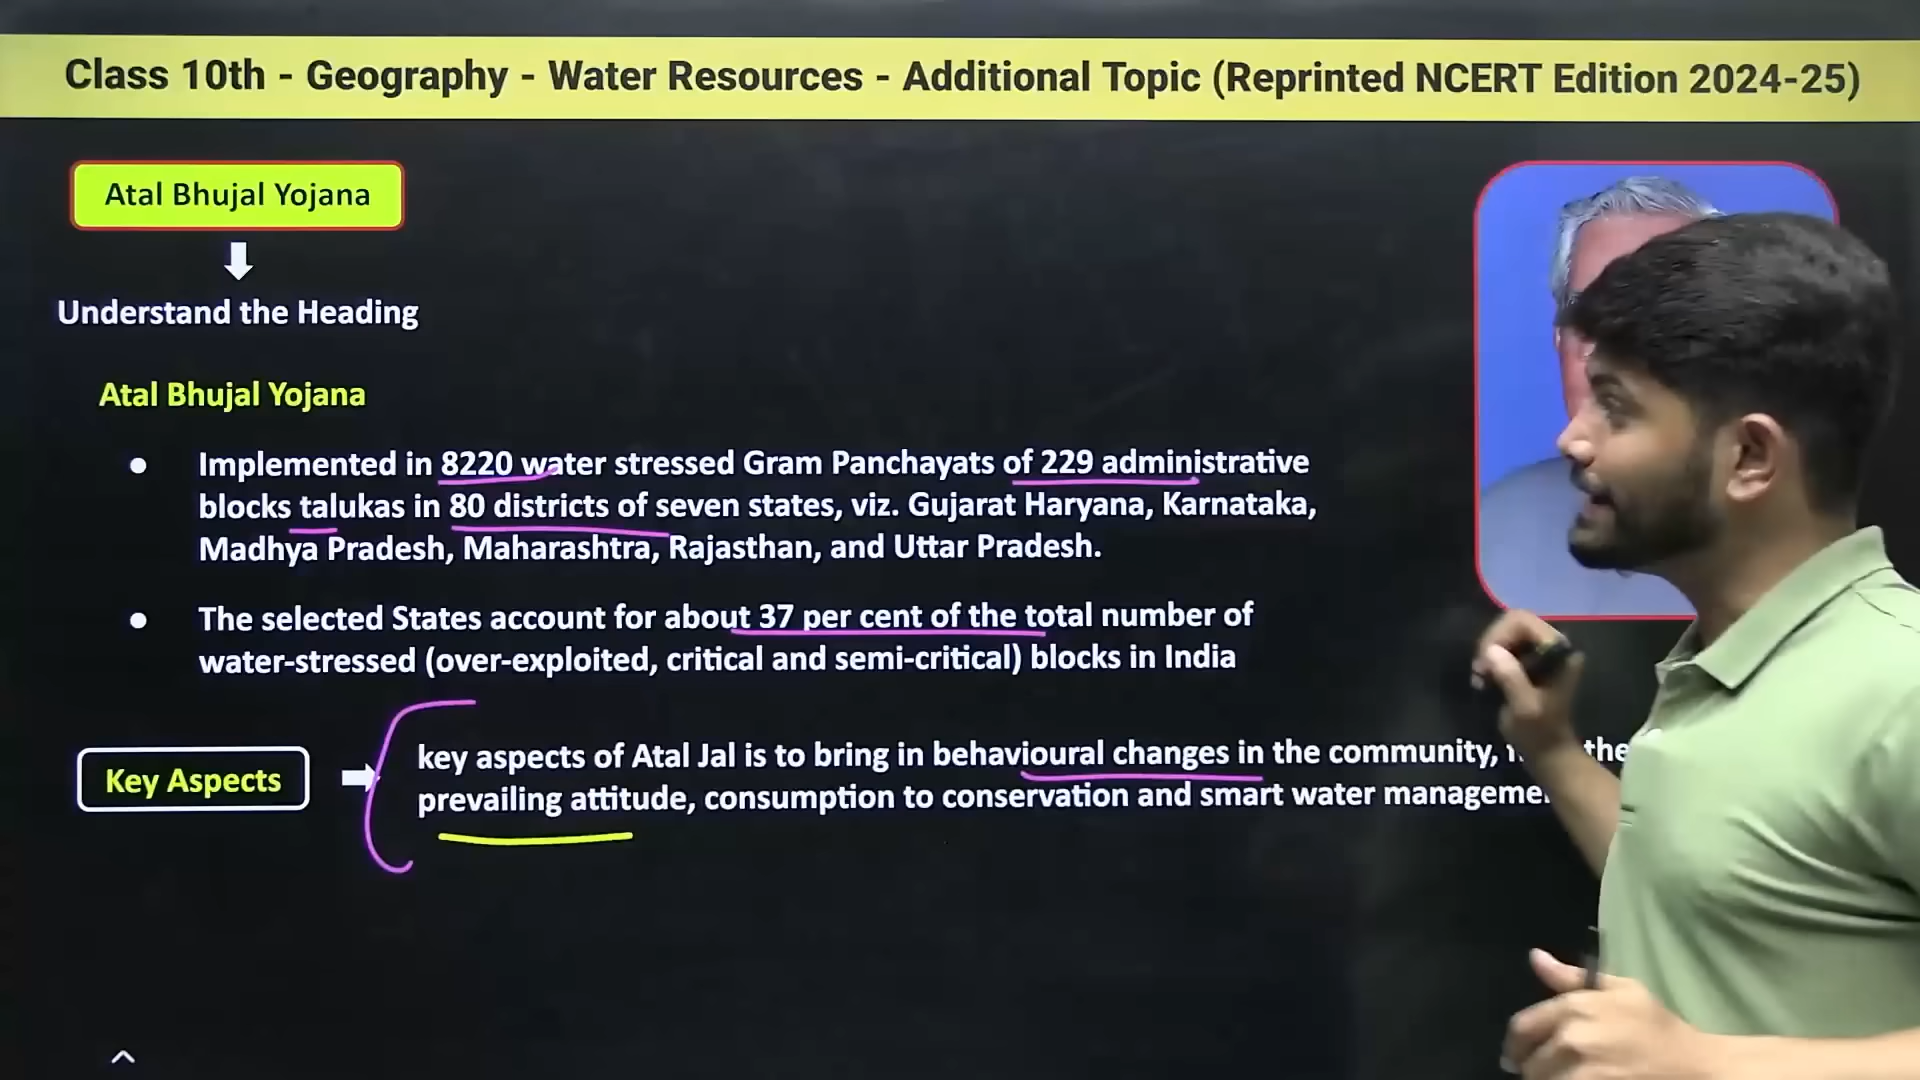 Class 10th - Geography - Water Resources - Additional Topic (Reprinted NCERT Edition 2024-25)
Atal Bhujal Yojana
Understand the Heading
Atal Bhujal Yojana
Implemented in 8220 water stressed Gram Panchayats of 229 administrative
blocks talukas in 80 districts of seven states, viz. Gujarat Haryana, Karnataka,
Madhya Pradesh, Maharashtra, Rajasthan, and Uttar Pradesh.
The selected States account for about 37 per cent of the total number of
water-stressed (over-exploited, critical and semi-critical) blocks in India
Key Aspects
key aspects of Atal Jal is to bring in behavioural changes in the community, the
prevailing attitude, consumption to conservation and smart water